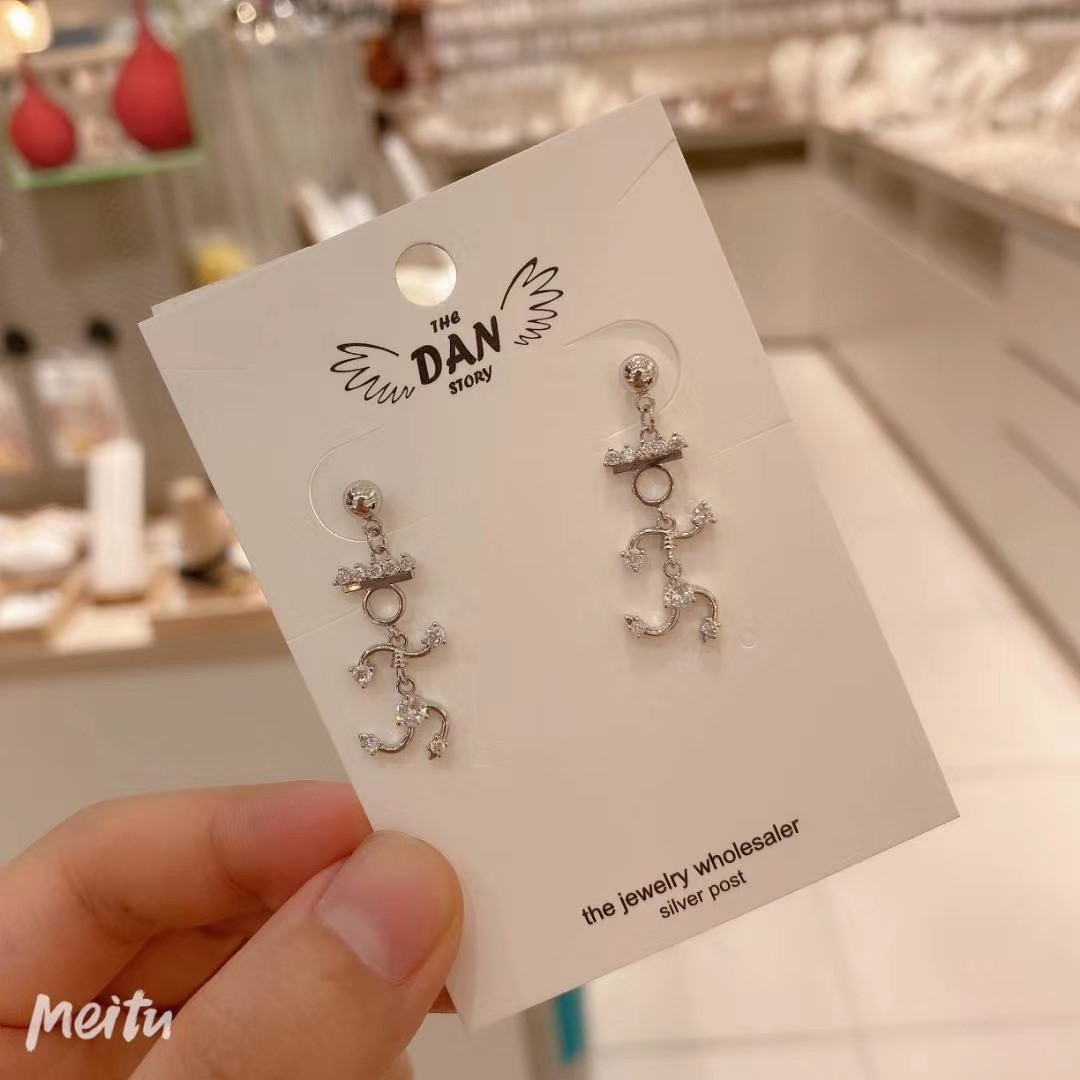 THE
DAN
STORY
the jewelry wholesaler
silver post
Meitu